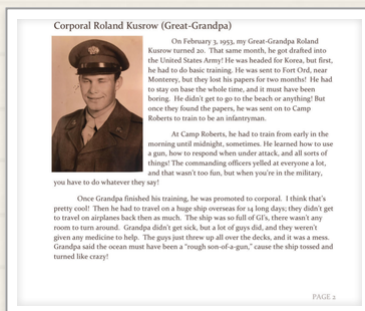 Corporal Roland Kusrow (Great-Grandpa)
On February 3, 1953, my Great-Grandpa Roland
Kusrow turned 20. That same month, he got drafted into
the United States Army! He was headed for Korea, but first,
he had to do basic training. He was sent to Fort Ord, near
Monterey, but they lost his papers for two months! He had
to stay on base the whole time, and it must have been
boring. He didn't get to go to the beach or anything! But
once they found the papers, he was sent on to Camp
Roberts to train to be an infantryman.
At Camp Roberts, he had to train from early in the
morning until midnight, sometimes. He learned how to use
a gun, how to respond when under attack, and all sorts of
things! The commanding officers yelled at everyone a lot,
and that wasn't too fun, but when you're in the military,
you have to do whatever they say!
Once Grandpa finished his training, he was promoted to corporal. I think that's
pretty cool! Then he had to travel on a huge ship overseas for 14 long days; they didn't get
to travel on airplanes back then as much. The ship was so full of GI's, there wasn't any
room to turn around. Grandpa didn't get sick, but a lot of guys did, and they weren't
given any medicine to help. The guys just threw up all over the decks, and it was a mess.
Grandpa said the ocean must have been a "rough son-of-a-gun," cause the ship tossed and
turned like crazy!
PAGE 2